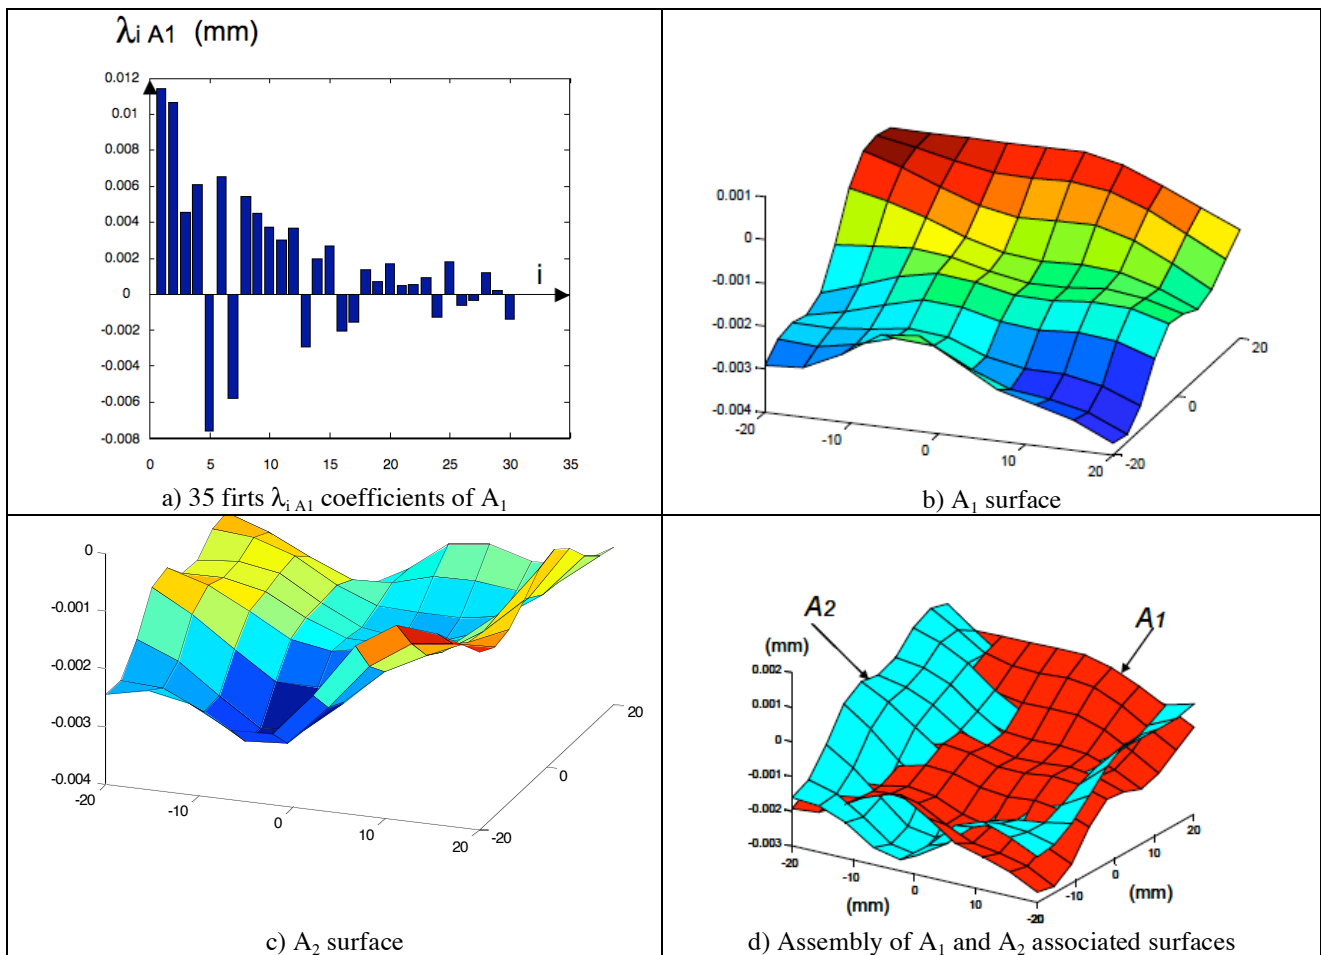 λi A1 (mm)
0.012
0.01
0.008
0.006
0.004
0.002
0
-0.002
-0.004
-0.006
-0.008
i
0 5 10 15 20 25 30 35
a) 35 firts λi A1 coefficients of A1
0.001
0
-0.001
-0.002
-0.003
-0.004
-20 -10 0 10 20
-20 0 20
b) A1 surface
0
-0.001
-0.002
-0.003
-0.004
-20 -10 0 10 20
-20 0 20
c) A2 surface
A2
A1
(mm)
0.002
0.001
0
-0.001
-0.002
-0.003
-20 -10 0 10 -20
-10 0 10 20
(mm)
(mm)
d) Assembly of A1 and A2 associated surfaces